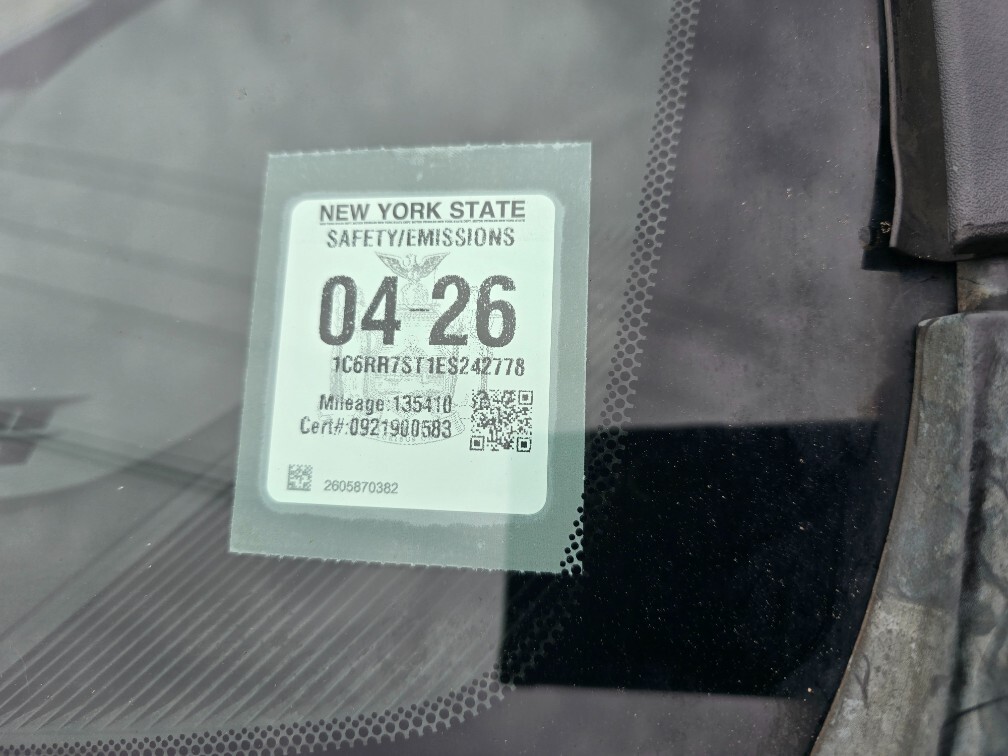 NEW YORK STATE
SAFETY/EMISSIONS
04-26
1C6RR7ST1ES242778
Mileage:135410
Cert#:0921900583
2605870382